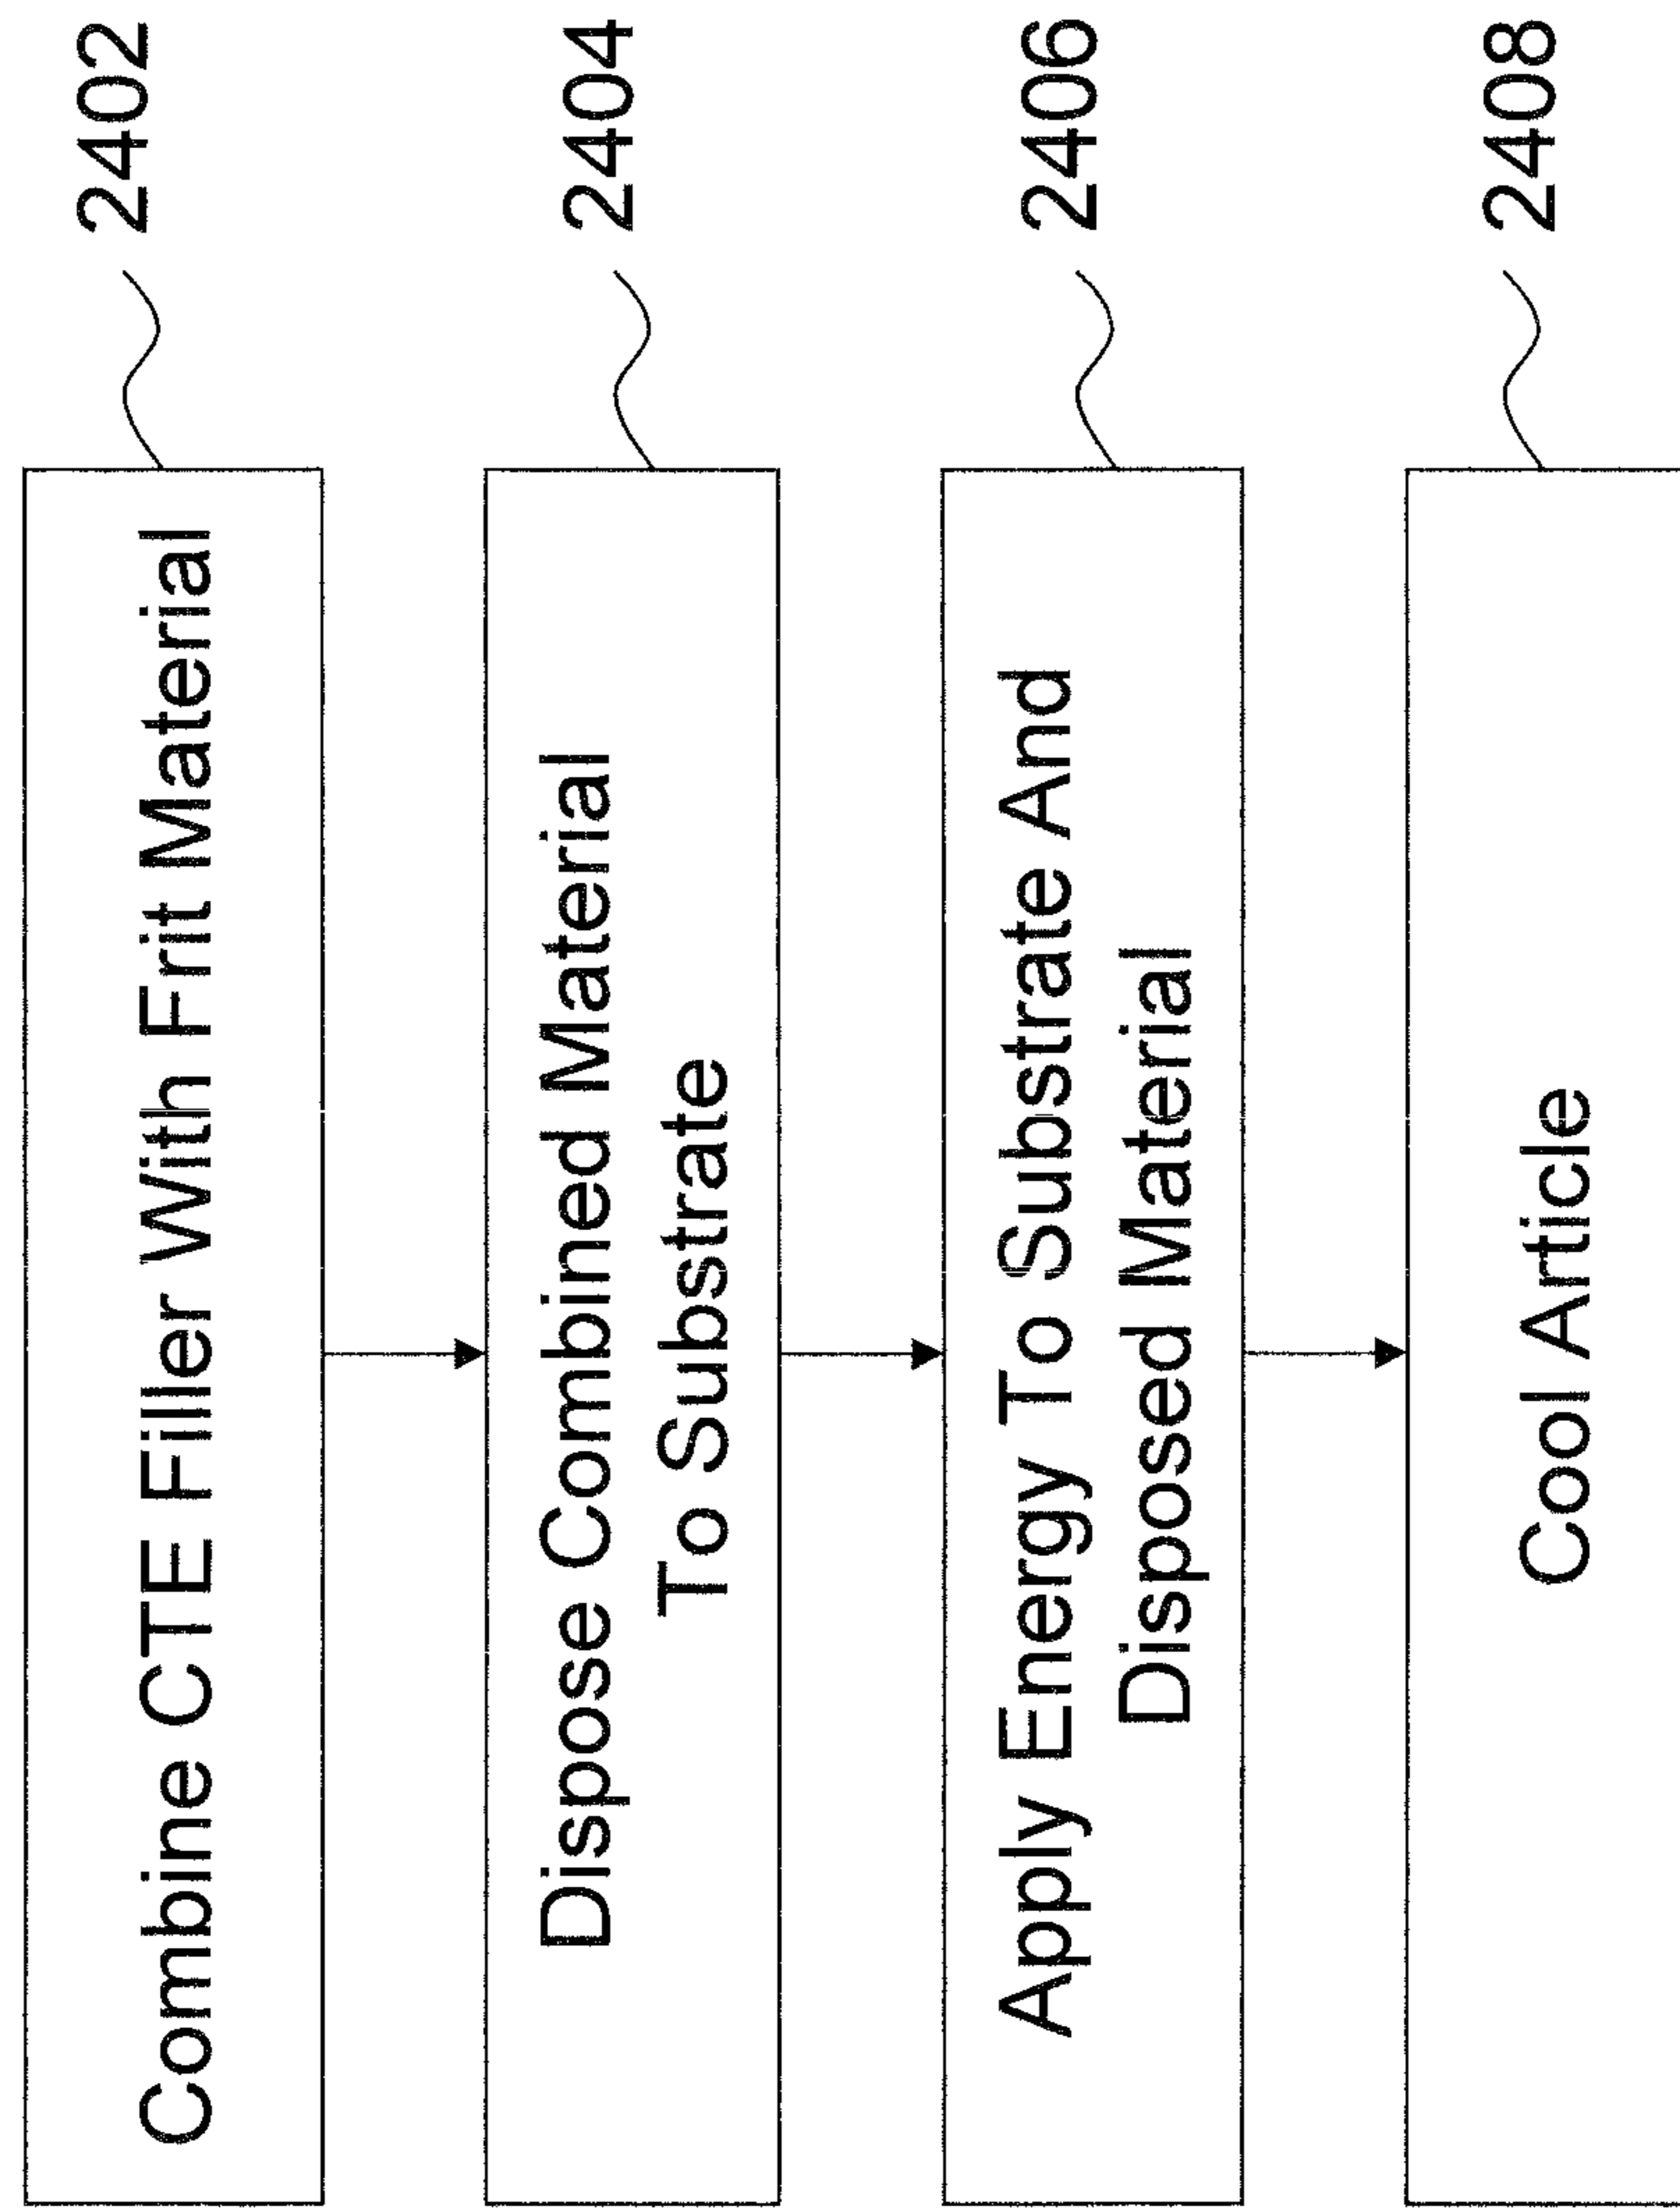 Combine CTE Filler With Frit Material
2402
Dispose Combined Material
To Substrate
2404
Apply Energy To Substrate And
Disposed Material
2406
Cool Article
2408